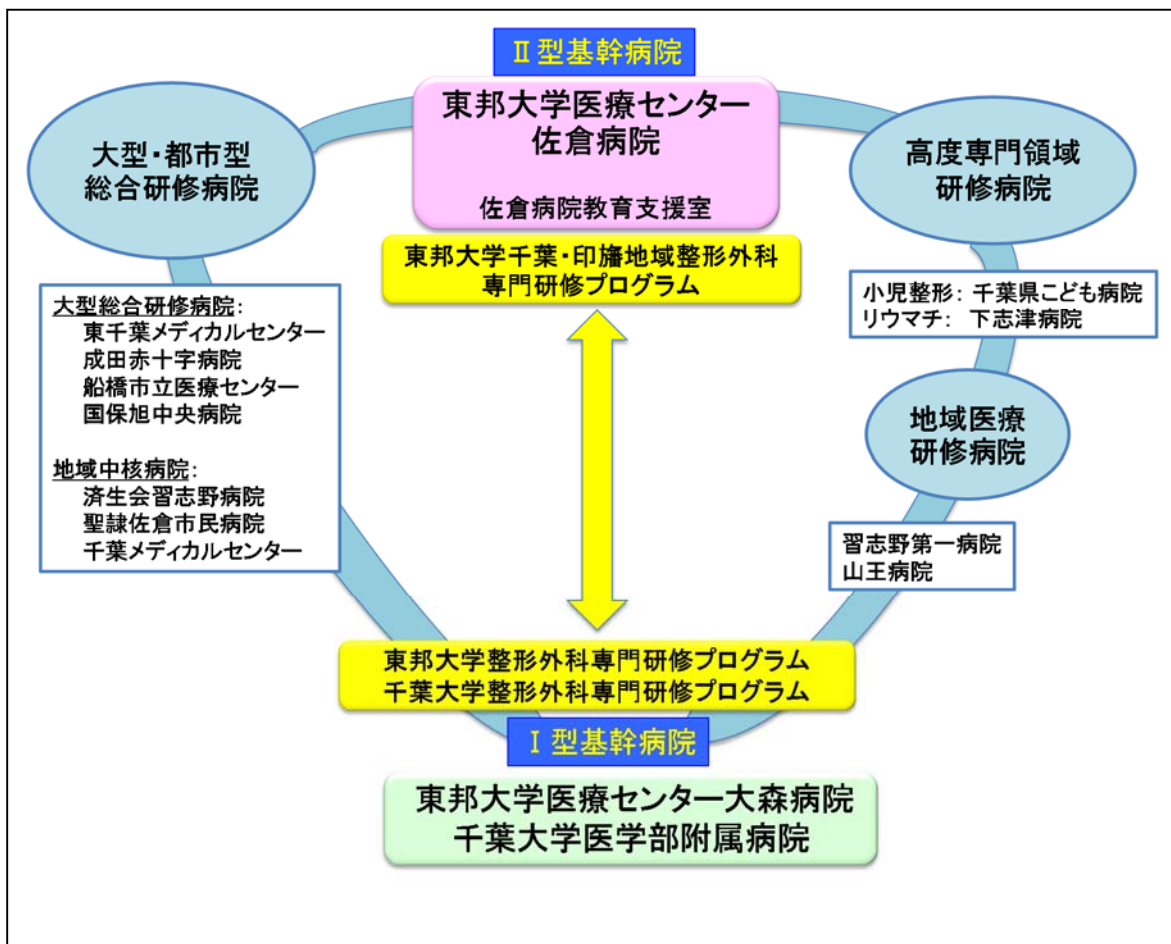 Ⅱ型基幹病院
東邦大学医療センター
佐倉病院
佐倉病院教育支援室
東邦大学千葉・印旛地域整形外科
専門研修プログラム
大型・都市型
総合研修病院
大型総合研修病院:
東千葉メディカルセンター
成田赤十字病院
船橋市立医療センター
国保旭中央病院
地域中核病院:
済生会習志野病院
聖隷佐倉市民病院
千葉メディカルセンター
高度専門領域
研修病院
小児整形: 千葉県こども病院
リウマチ: 下志津病院
地域医療
研修病院
習志野第一病院
山王病院
東邦大学整形外科専門研修プログラム
千葉大学整形外科専門研修プログラム
Ⅰ型基幹病院
東邦大学医療センター大森病院
千葉大学医学部附属病院